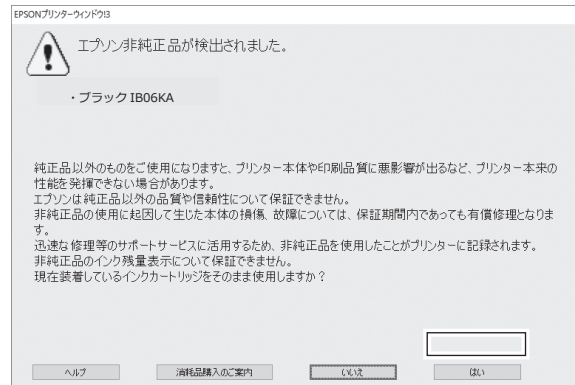 EPSONプリンターウィンドウ!3
エプソン非純正品が検出されました。
・ブラック IB06KA
純正品以外のものをご使用になりますと、プリンター本体や印刷品質に悪影響が出るなど、プリンター本来の
性能を発揮できない場合があります。
エプソンは純正品以外の品質や信頼性について保証できません。
非純正品の使用に起因して生じた本体の損傷、故障については、保証期間内であっても有償修理となりま
す。
迅速な修理等のサポートサービスに活用するため、非純正品を使用したことがプリンターに記録されます。
非純正品のインク残量表示について保証できません。
現在装着しているインクカートリッジをそのまま使用しますか？
ヘルプ 消耗品購入のご案内 いいえ はい